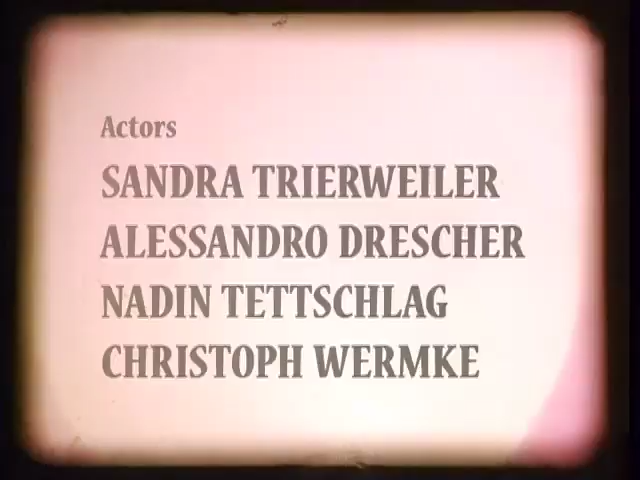 Actors
SANDRA TRIERWEILER
ALESSANDRO DRESCHER
NADIN TETTSCHLAG
CHRISTOPH WERMKE